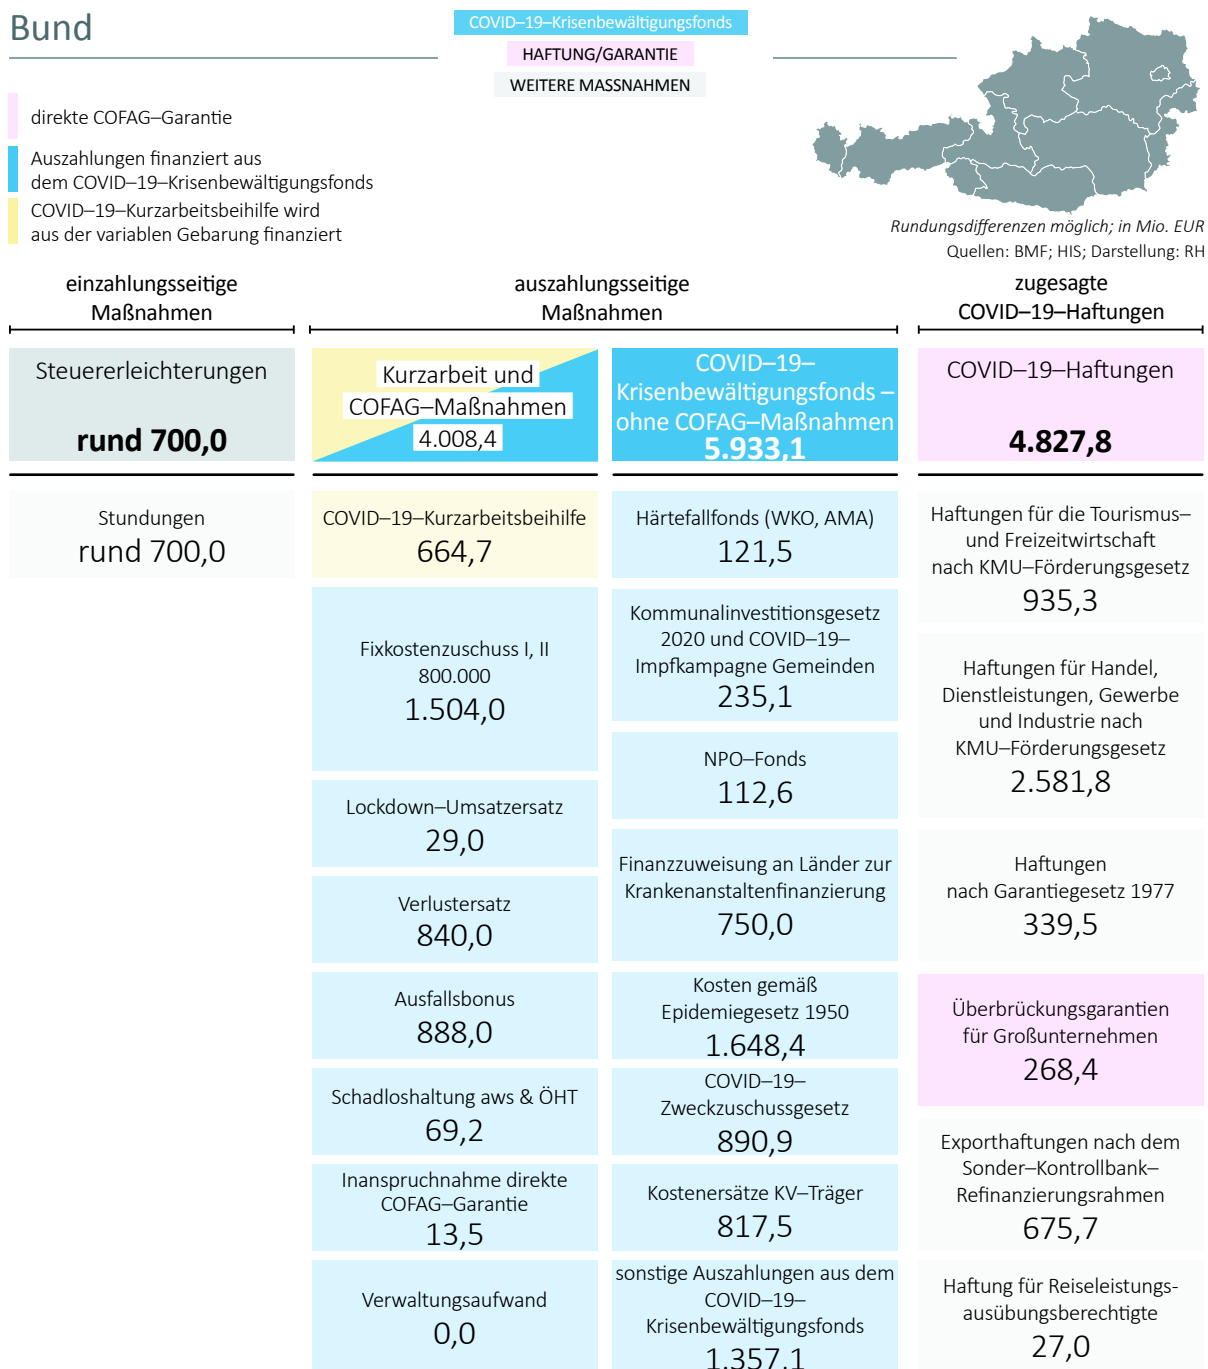 Bund
COVID–19–Krisenbewältigungsfonds
HAFTUNG/GARANTIE
WEITERE MASSNAHMEN
direkte COFAG–Garantie
Auszahlungen finanziert aus
dem COVID–19–Krisenbewältigungsfonds
COVID–19–Kurzarbeitsbeihilfe wird
aus der variablen Gebarung finanziert
Rundungsdifferenzen möglich; in Mio. EUR
Quellen: BMF; HIS; Darstellung: RH
einzahlungsseitige
Maßnahmen
Steuererleichterungen
rund 700,0
Stundungen
rund 700,0
auszahlungsseitige
Maßnahmen
Kurzarbeit und
COFAG–Maßnahmen
4.008,4
COVID–19–Kurzarbeitsbeihilfe
664,7
Fixkostenzuschuss I, II
800.000
1.504,0
Lockdown–Umsatzersatz
29,0
Verlustersatz
840,0
Ausfallsbonus
888,0
Schadloshaltung aws & ÖHT
69,2
Inanspruchnahme direkte
COFAG–Garantie
13,5
Verwaltungsaufwand
0,0
COVID–19–
Krisenbewältigungsfonds –
ohne COFAG–Maßnahmen
5.933,1
Härtefallfonds (WKO, AMA)
121,5
Kommunalinvestitionsgesetz
2020 und COVID–19–
Impfkampagne Gemeinden
235,1
NPO–Fonds
112,6
Finanzzuweisung an Länder zur
Krankenanstaltenfinanzierung
750,0
Kosten gemäß
Epidemiegesetz 1950
1.648,4
COVID–19–
Zweckzuschussgesetz
890,9
Kostenersätze KV–Träger
817,5
sonstige Auszahlungen aus dem
COVID–19–
Krisenbewältigungsfonds
1.357,1
zugesagte
COVID–19–Haftungen
COVID–19–Haftungen
4.827,8
Haftungen für die Tourismus–
und Freizeitwirtschaft
nach KMU–Förderungsgesetz
935,3
Haftungen für Handel,
Dienstleistungen, Gewerbe
und Industrie nach
KMU–Förderungsgesetz
2.581,8
Haftungen
nach Garantiegesetz 1977
339,5
Überbrückungsgarantien
für Großunternehmen
268,4
Exporthaftungen nach dem
Sonder–Kontrollbank–
Refinanzierungsrahmen
675,7
Haftung für Reiseleistungs-
ausübungsberechtigte
27,0